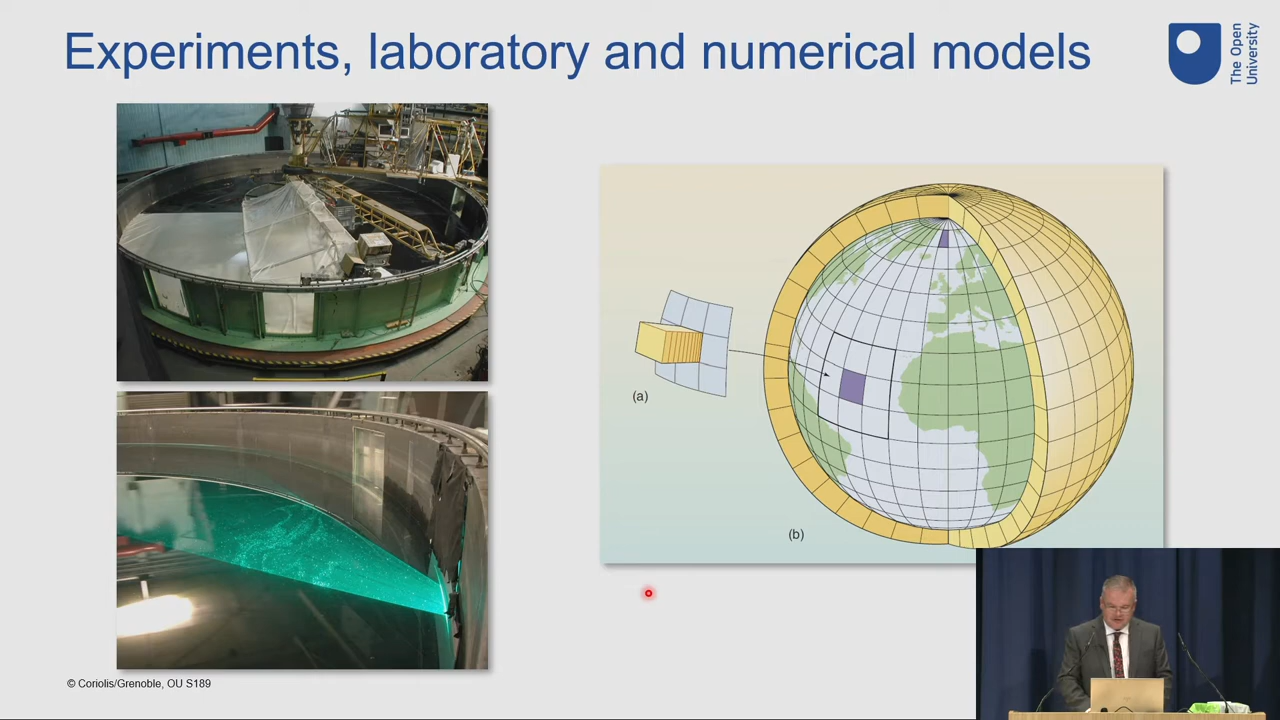 Experiments, laboratory and numerical models
The Open
University
(a)
(b)
© Coriolis/Grenoble, OU S189